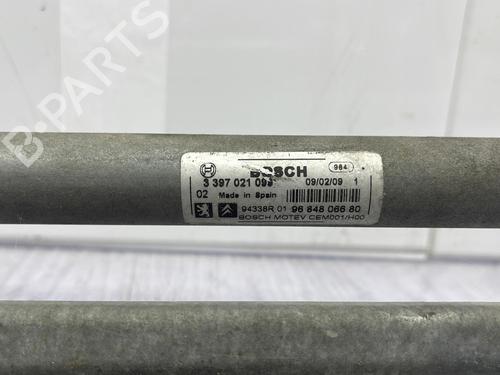 B-PARTS
BOSCH 984
3 397 021 099 09/02/09 1
02 Made in Spain
94338R 01 96 848 066 80
BOSCH MOTEV CEM001/H00